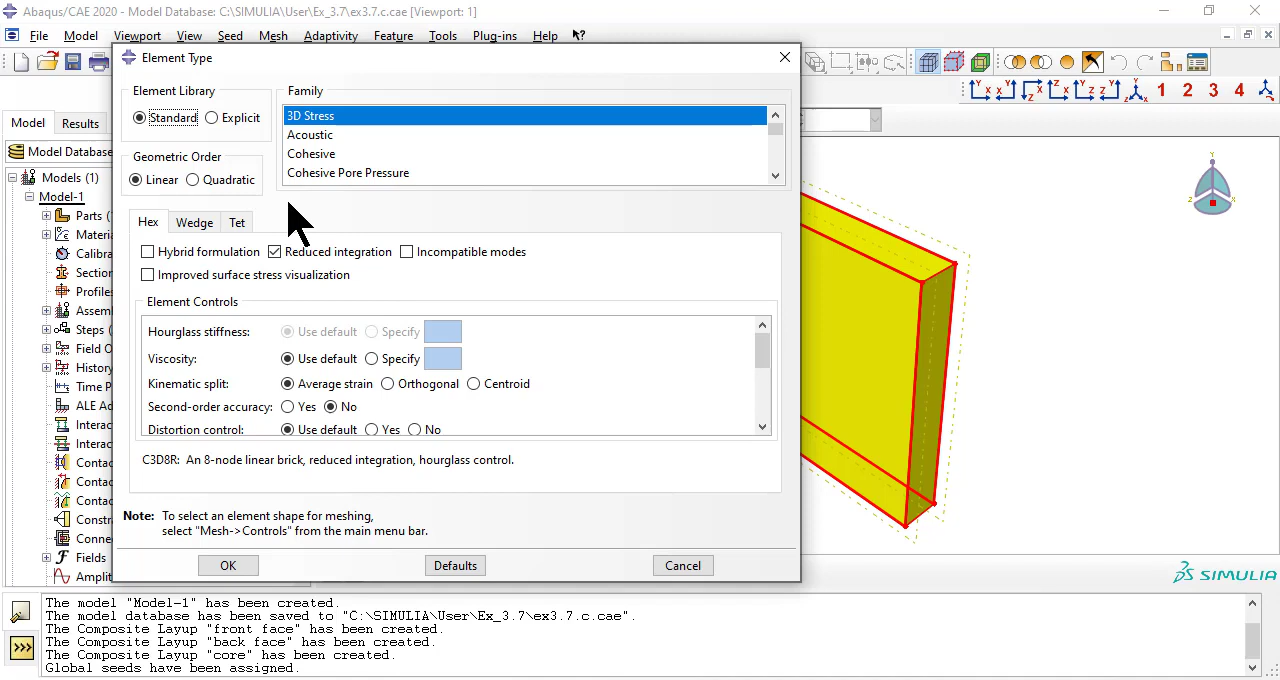 Abaqus/CAE 2020 - Model Database: C:\SIMULIA\User\Ex_3.7\ex3.7.c.cae [Viewport: 1]
File Model Viewport View Seed Mesh Adaptivity Feature Tools Plug-ins Help
1 2 3 4
Element Type
Element Library
Standard Explicit
Geometric Order
Linear Quadratic
Family
3D Stress
Acoustic
Cohesive
Cohesive Pore Pressure
Hex Wedge Tet
Hybrid formulation Reduced integration Incompatible modes
Improved surface stress visualization
Element Controls
Hourglass stiffness: Use default Specify
Viscosity: Use default Specify
Kinematic split: Average strain Orthogonal Centroid
Second-order accuracy: Yes No
Distortion control: Use default Yes No
C3D8R: An 8-node linear brick, reduced integration, hourglass control.
Note: To select an element shape for meshing,
select "Mesh->Controls" from the main menu bar.
OK Defaults Cancel
Model Results
Model Database
Models (1)
Model-1
Parts (
Materi
Calibra
Section
Profile
Assem
Steps (
Field O
History
Time P
ALE Ad
Interac
Interac
Contac
Contac
Contac
Constr
Conne
Fields
Amplit
Y
Z X
SIMULIA
The model "Model-1" has been created.
The model database has been saved to "C:\SIMULIA\User\Ex_3.7\ex3.7.c.cae".
The Composite Layup "front face" has been created.
The Composite Layup "back face" has been created.
The Composite Layup "core" has been created.
Global seeds have been assigned.